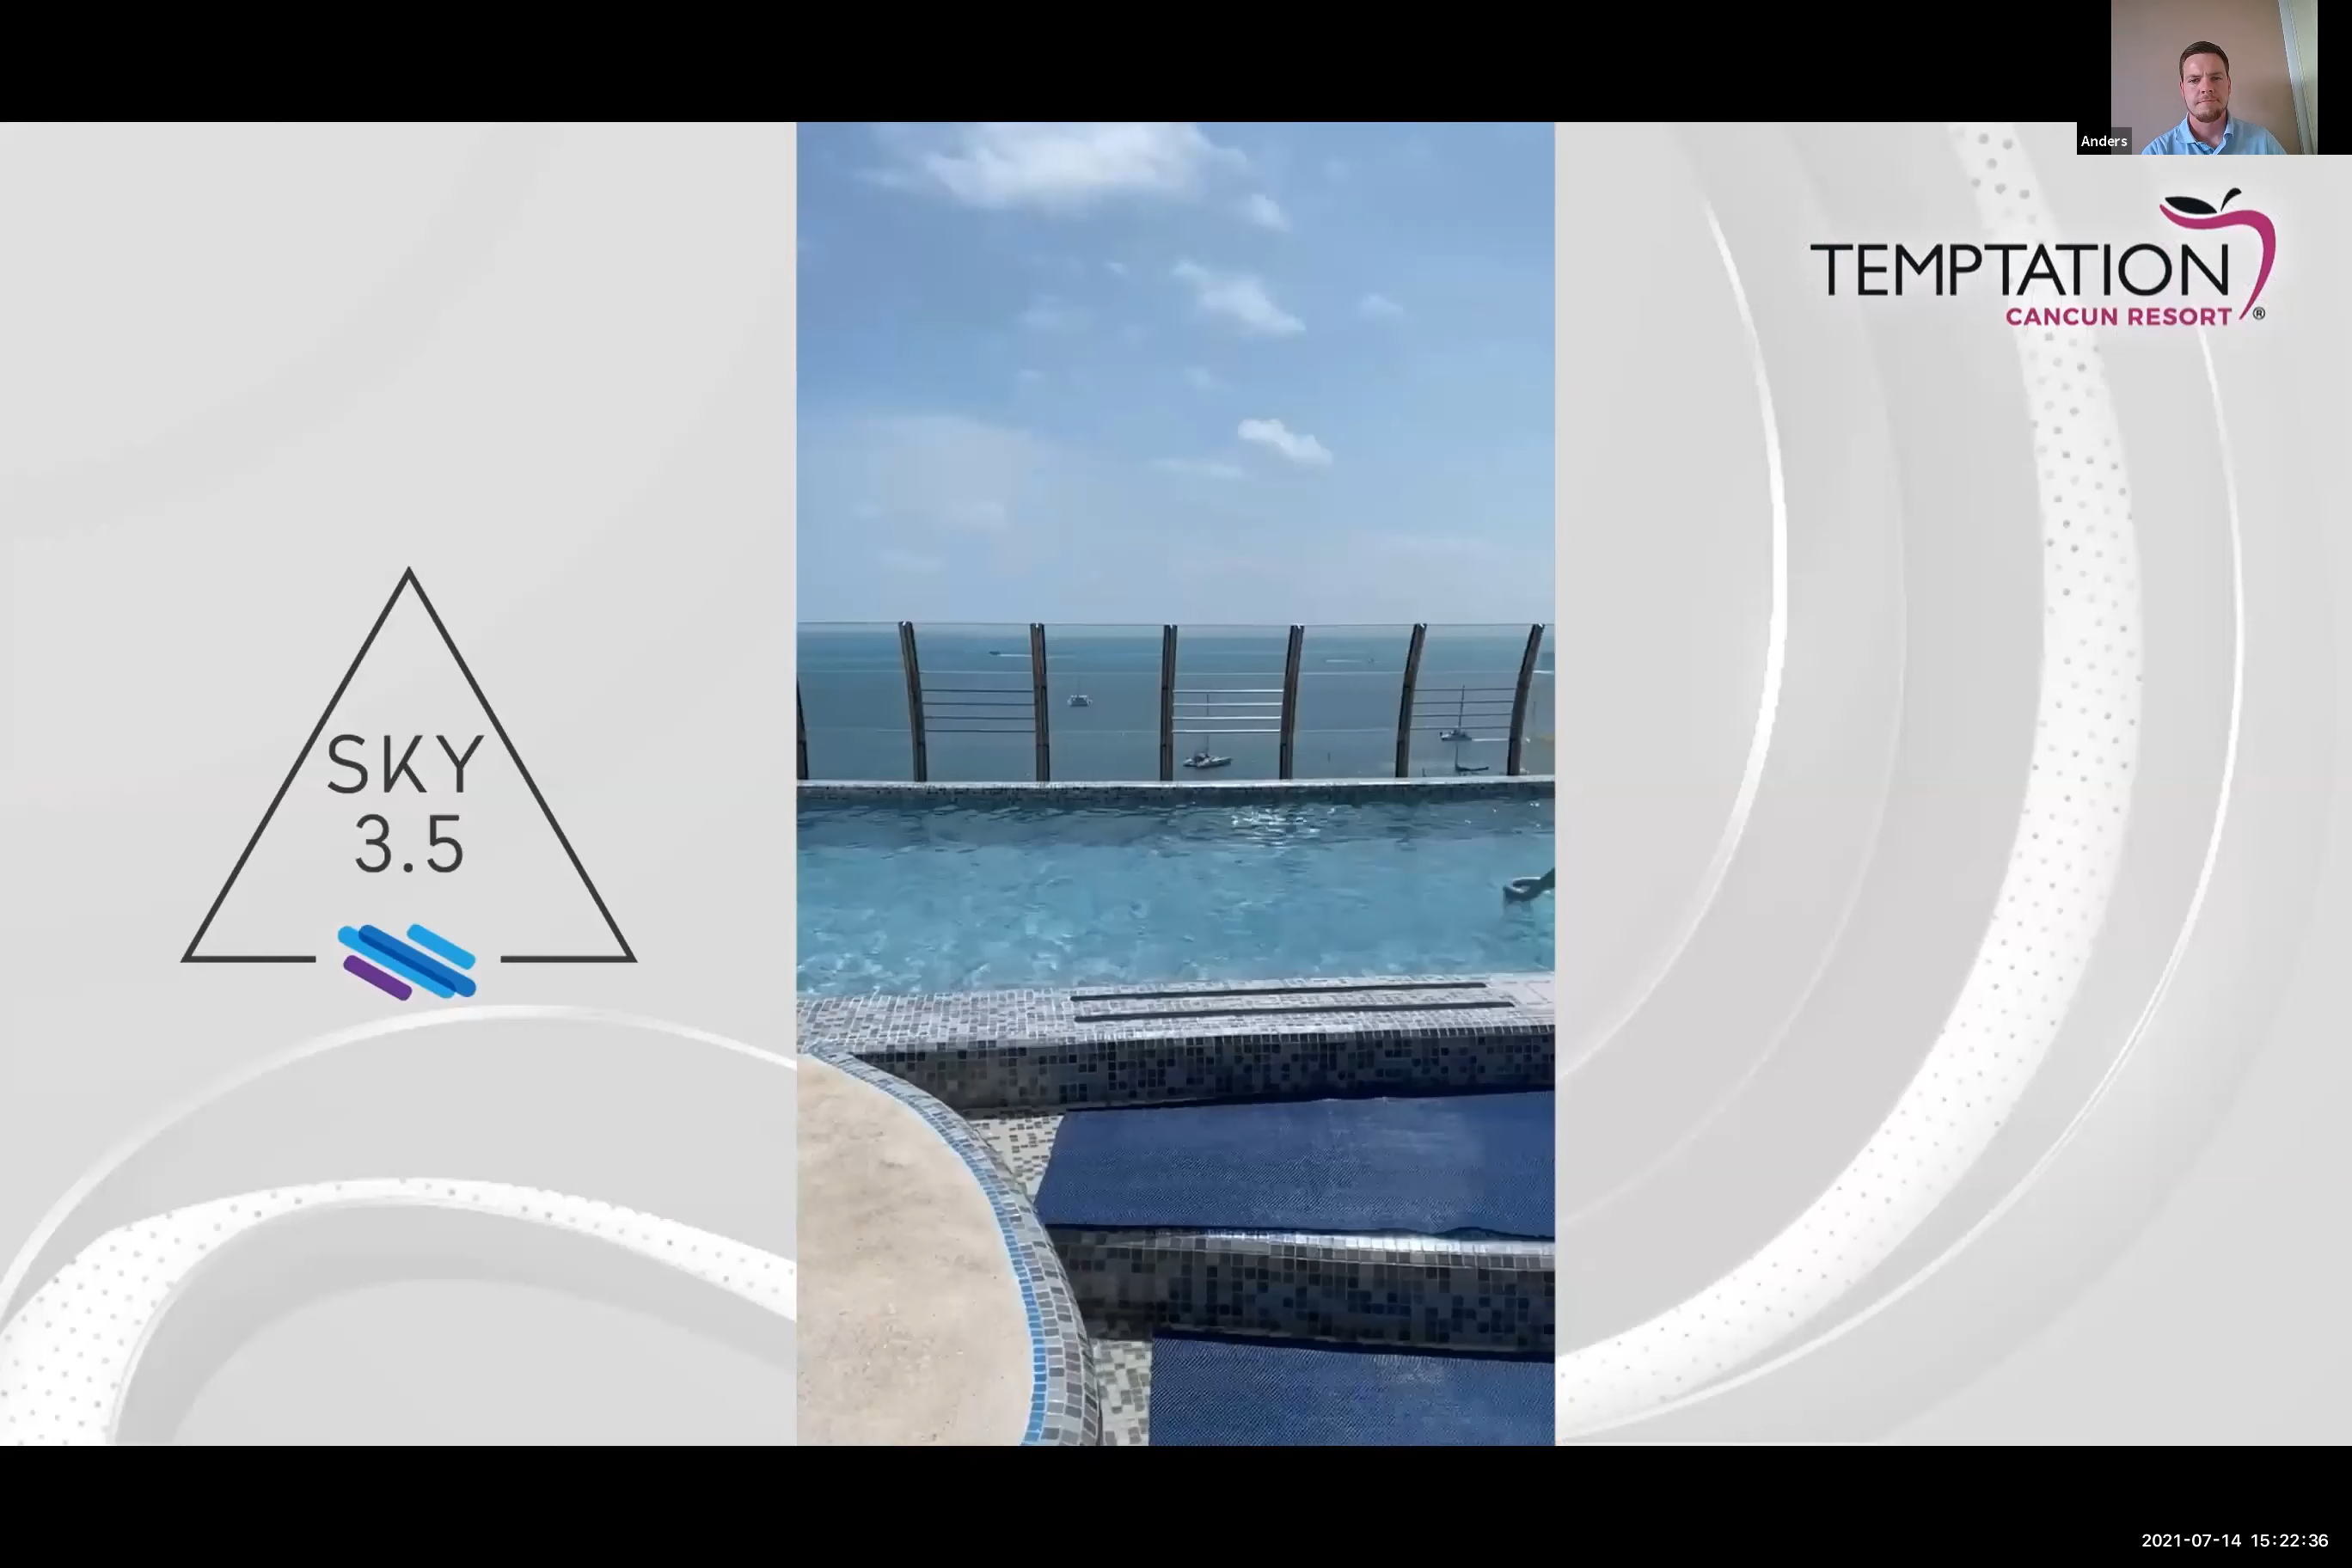 Anders
TEMPTATION
CANCUN RESORT ®
SKY
3.5
2021-07-14 15:22:36